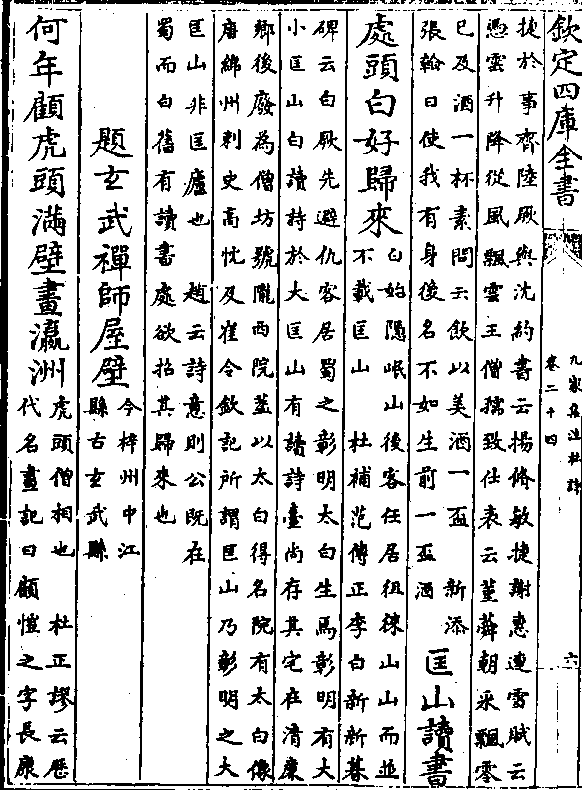 欽定四庫全書
九家集注杜詩
卷二十四
六
捷於事齊陸厥與沈約書云楊脩敏捷謝惠連雪賦云
憑雲升降從風飄零王僧孺致仕表云菫蕣朝采飄零
已及酒一杯素問云飲以美酒一盃 新添
張翰曰使我有身後名不如生前一盃酒
匡山讀書
處頭白好歸來
白始隱岷山後客任居徂徠山山而並
不載匡山 杜補范傳正李白新新墓
碑云白厥先避仇客居蜀之彰明太白生焉彰明有大
小匡山白讀詩於大匡山有讀詩臺尚存其宅在清廉
鄉後廢為僧坊號隴西院蓋以太白得名院有太白像
唐綿州刺史高忱及崔令欽記所謂匡山乃彰明之大
匡山非匡廬也 趙云詩意則公既在
蜀而白舊有讀書處欲招其歸來也
題玄武禪師屋壁
今梓州中江
縣古玄武縣
何年顧虎頭滿壁畫瀛洲
虎頭僧相也 杜正謬云歴
代名畫記曰顧愷之字長康